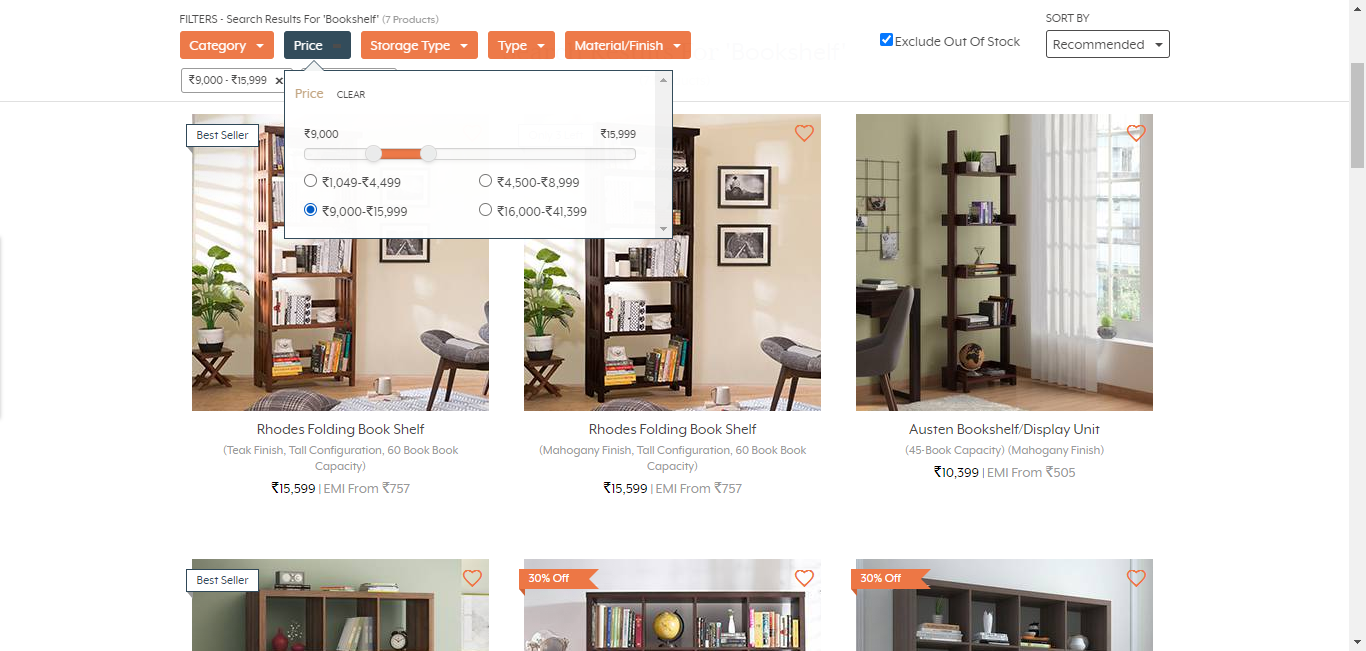 FILTERS - Search Results For 'Bookshelf' (7 Products)
SORT BY
Category
Price
Storage Type
Type
Material/Finish
Exclude Out Of Stock
Recommended
₹9,000 - ₹15,999 ×
Price CLEAR
₹9,000 ₹15,999
₹1,049-₹4,499 ₹4,500-₹8,999
₹9,000-₹15,999 ₹16,000-₹41,399
Best Seller
Rhodes Folding Book Shelf
(Teak Finish, Tall Configuration, 60 Book Book
Capacity)
₹15,599 | EMI From ₹757
Rhodes Folding Book Shelf
(Mahogany Finish, Tall Configuration, 60 Book Book
Capacity)
₹15,599 | EMI From ₹757
Austen Bookshelf/Display Unit
(45-Book Capacity) (Mahogany Finish)
₹10,399 | EMI From ₹505
Best Seller
30% Off
30% Off